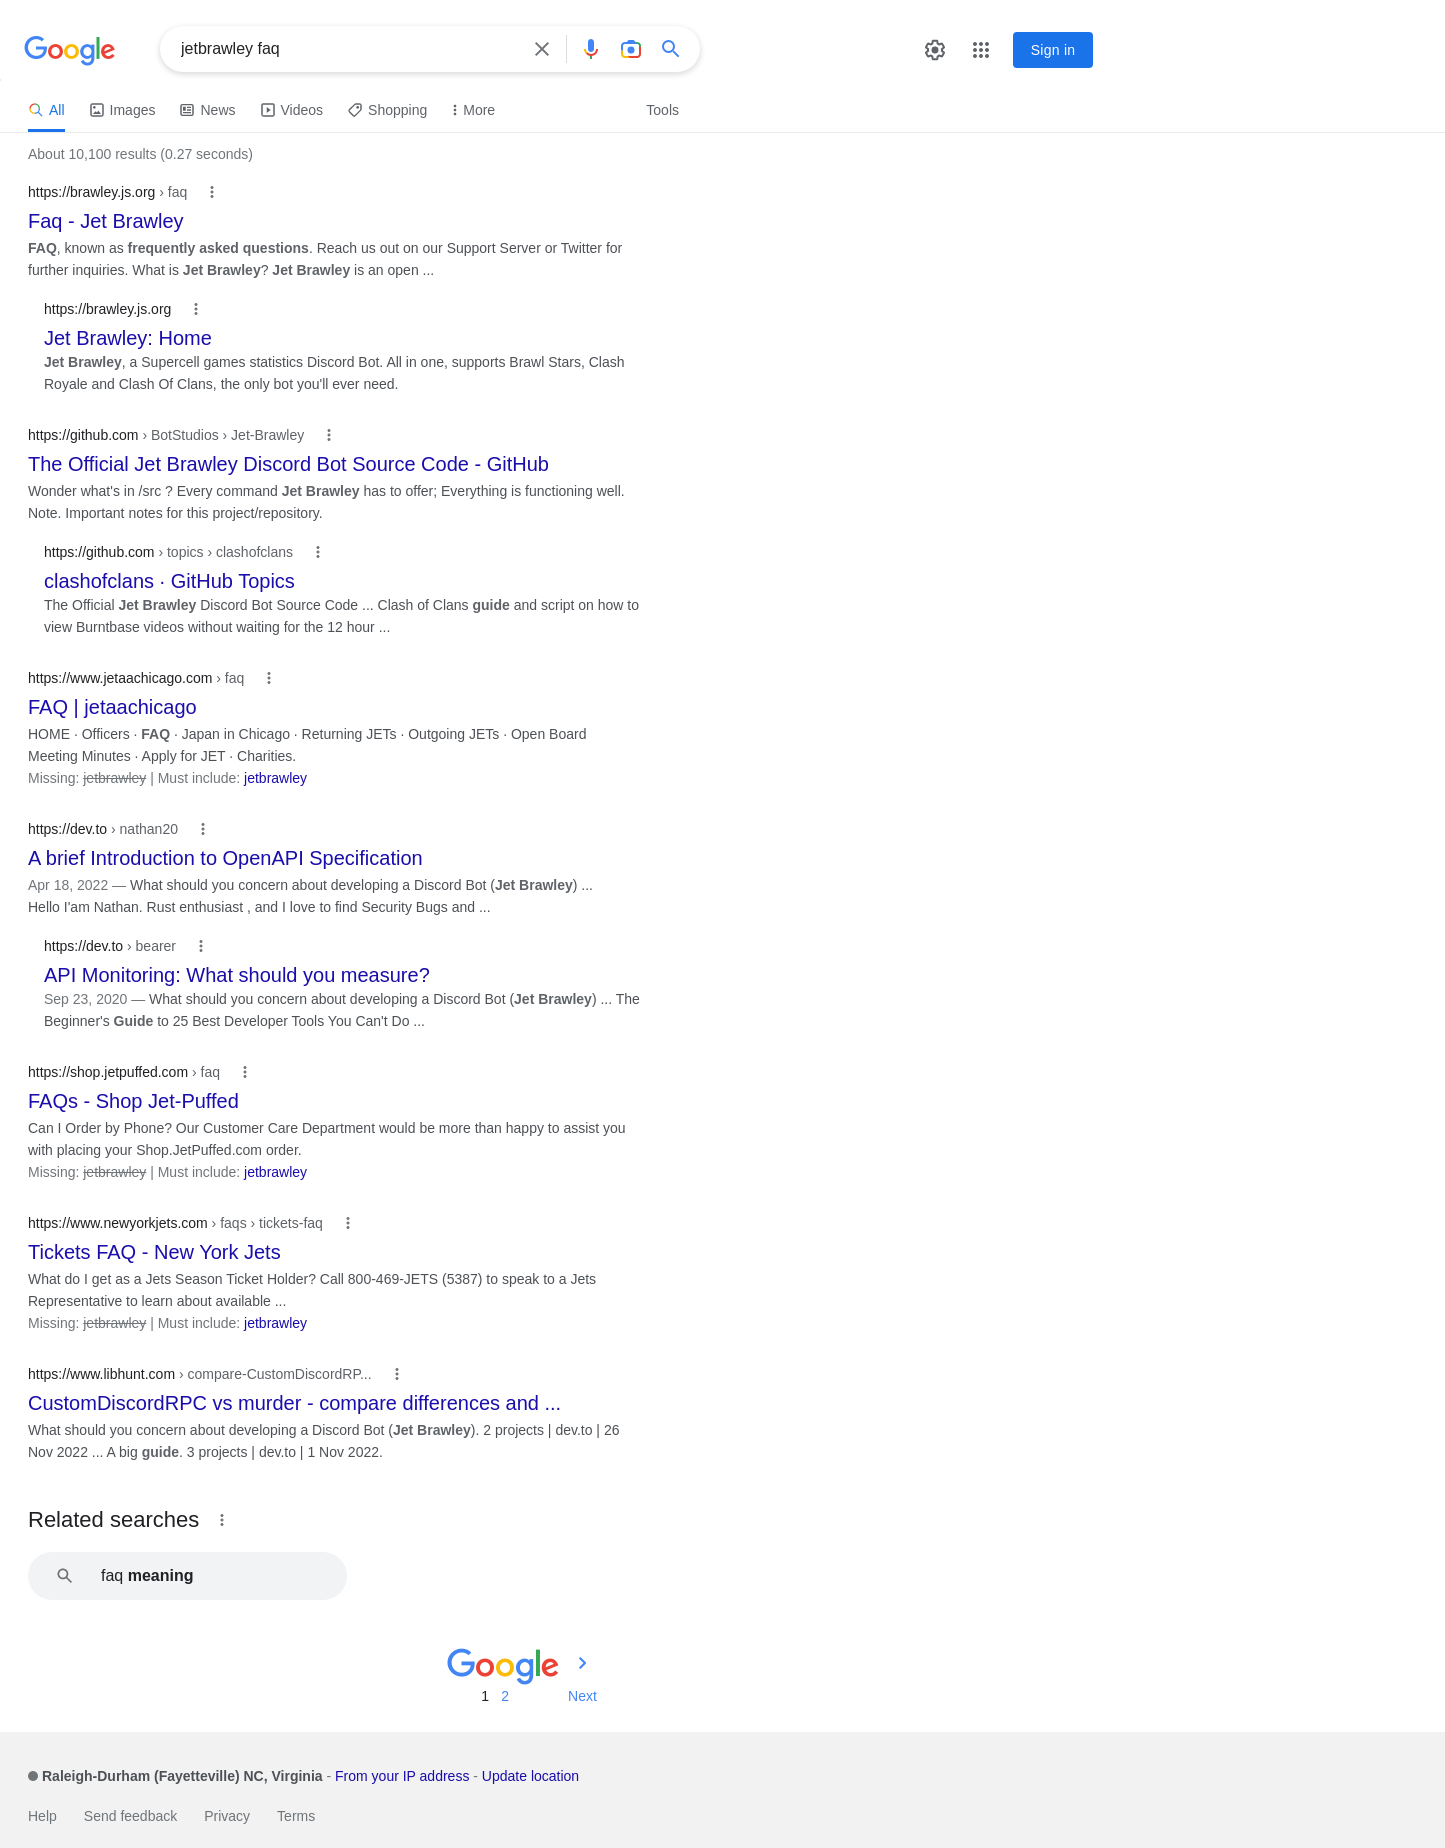 Google
jetbrawley faq
Sign in
All
Images
News
Videos
Shopping
More
Tools
About 10,100 results (0.27 seconds)
https://brawley.js.org › faq
Faq - Jet Brawley
FAQ, known as frequently asked questions. Reach us out on our Support Server or Twitter for
further inquiries. What is Jet Brawley? Jet Brawley is an open ...
https://brawley.js.org
Jet Brawley: Home
Jet Brawley, a Supercell games statistics Discord Bot. All in one, supports Brawl Stars, Clash
Royale and Clash Of Clans, the only bot you'll ever need.
https://github.com › BotStudios › Jet-Brawley
The Official Jet Brawley Discord Bot Source Code - GitHub
Wonder what's in /src ? Every command Jet Brawley has to offer; Everything is functioning well.
Note. Important notes for this project/repository.
https://github.com › topics › clashofclans
clashofclans · GitHub Topics
The Official Jet Brawley Discord Bot Source Code ... Clash of Clans guide and script on how to
view Burntbase videos without waiting for the 12 hour ...
https://www.jetaachicago.com › faq
FAQ | jetaachicago
HOME · Officers · FAQ · Japan in Chicago · Returning JETs · Outgoing JETs · Open Board
Meeting Minutes · Apply for JET · Charities.
Missing: jetbrawley | Must include: jetbrawley
https://dev.to › nathan20
A brief Introduction to OpenAPI Specification
Apr 18, 2022 — What should you concern about developing a Discord Bot (Jet Brawley) ...
Hello I'am Nathan. Rust enthusiast , and I love to find Security Bugs and ...
https://dev.to › bearer
API Monitoring: What should you measure?
Sep 23, 2020 — What should you concern about developing a Discord Bot (Jet Brawley) ... The
Beginner's Guide to 25 Best Developer Tools You Can't Do ...
https://shop.jetpuffed.com › faq
FAQs - Shop Jet-Puffed
Can I Order by Phone? Our Customer Care Department would be more than happy to assist you
with placing your Shop.JetPuffed.com order.
Missing: jetbrawley | Must include: jetbrawley
https://www.newyorkjets.com › faqs › tickets-faq
Tickets FAQ - New York Jets
What do I get as a Jets Season Ticket Holder? Call 800-469-JETS (5387) to speak to a Jets
Representative to learn about available ...
Missing: jetbrawley | Must include: jetbrawley
https://www.libhunt.com › compare-CustomDiscordRP...
CustomDiscordRPC vs murder - compare differences and ...
What should you concern about developing a Discord Bot (Jet Brawley). 2 projects | dev.to | 26
Nov 2022 ... A big guide. 3 projects | dev.to | 1 Nov 2022.
Related searches
faq meaning
Google
1 2 Next
Raleigh-Durham (Fayetteville) NC, Virginia - From your IP address - Update location
Help Send feedback Privacy Terms